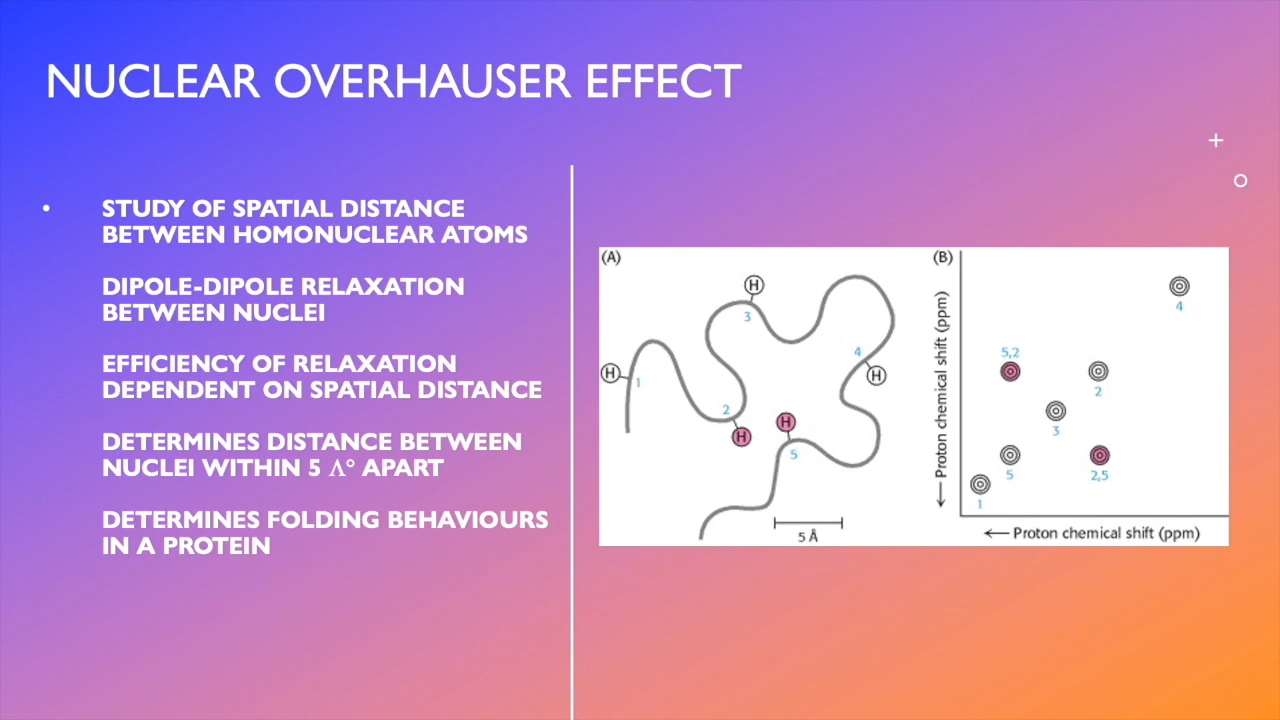 NUCLEAR OVERHAUSER EFFECT
• STUDY OF SPATIAL DISTANCE
BETWEEN HOMONUCLEAR ATOMS
DIPOLE-DIPOLE RELAXATION
BETWEEN NUCLEI
EFFICIENCY OF RELAXATION
DEPENDENT ON SPATIAL DISTANCE
DETERMINES DISTANCE BETWEEN
NUCLEI WITHIN 5 Λ° APART
DETERMINES FOLDING BEHAVIOURS
IN A PROTEIN
(A)
H
3
H
1
4
H
2
H
H
5
5 Å
(B)
Proton chemical shift (ppm)
4
5,2
2
3
5
2,5
1
Proton chemical shift (ppm)